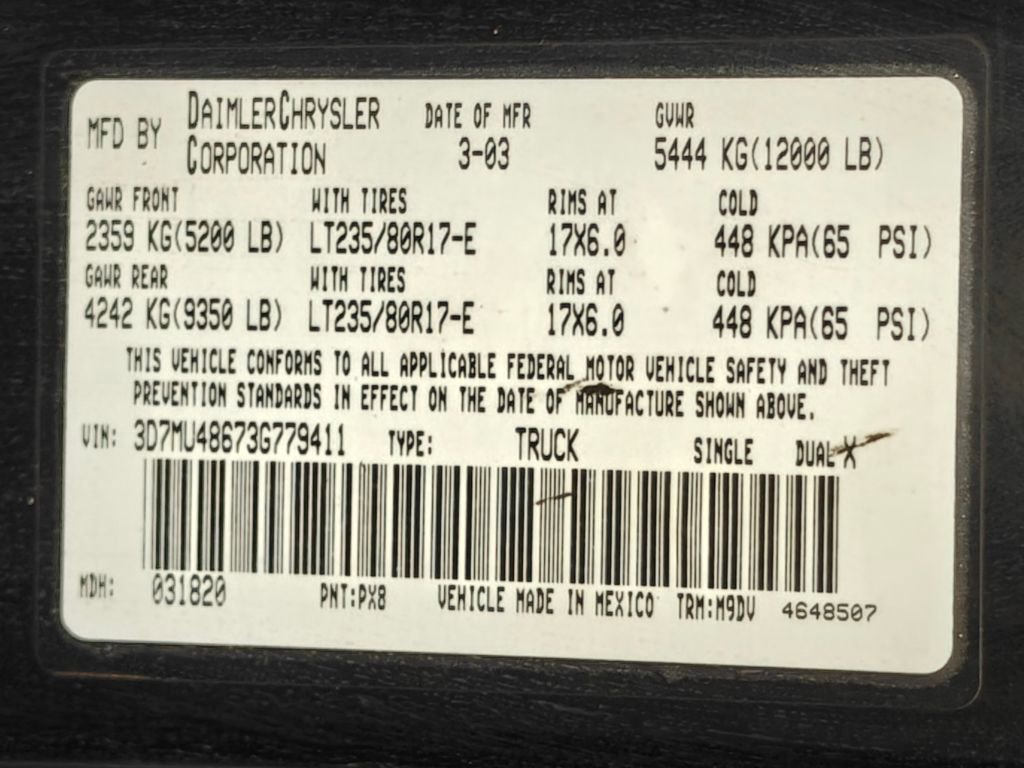 MFD BY DAIMLERCHRYSLER CORPORATION DATE OF MFR 3-03 GVWR 5444 KG(12000 LB)
GAWR FRONT WITH TIRES RIMS AT COLD
2359 KG(5200 LB) LT235/80R17-E 17X6.0 448 KPA(65 PSI)
GAWR REAR WITH TIRES RIMS AT COLD
4242 KG(9350 LB) LT235/80R17-E 17X6.0 448 KPA(65 PSI)
THIS VEHICLE CONFORMS TO ALL APPLICABLE FEDERAL MOTOR VEHICLE SAFETY AND THEFT
PREVENTION STANDARDS IN EFFECT ON THE DATE OF MANUFACTURE SHOWN ABOVE.
VIN: 3D7MU48673G779411 TYPE: TRUCK SINGLE DUAL X
MDH: 031820 PNT:PX8 VEHICLE MADE IN MEXICO TRM:M9DV 4648507